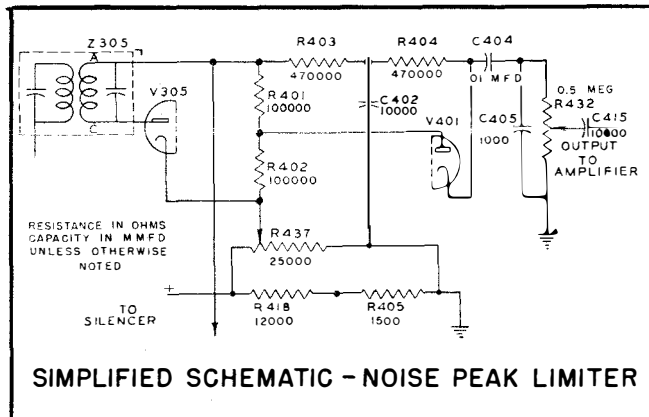 Z305
A
C
V305
R403
470000
R404
470000
C404
.01 MFD
R401
100000
C402
10000
V401
C405
1000
0.5 MEG
R432
C415
10000
OUTPUT
TO
AMPLIFIER
R402
100000
RESISTANCE IN OHMS
CAPACITY IN MMFD
UNLESS OTHERWISE
NOTED
R437
25000
+
TO
SILENCER
R418
12000
R405
1500
SIMPLIFIED SCHEMATIC - NOISE PEAK LIMITER